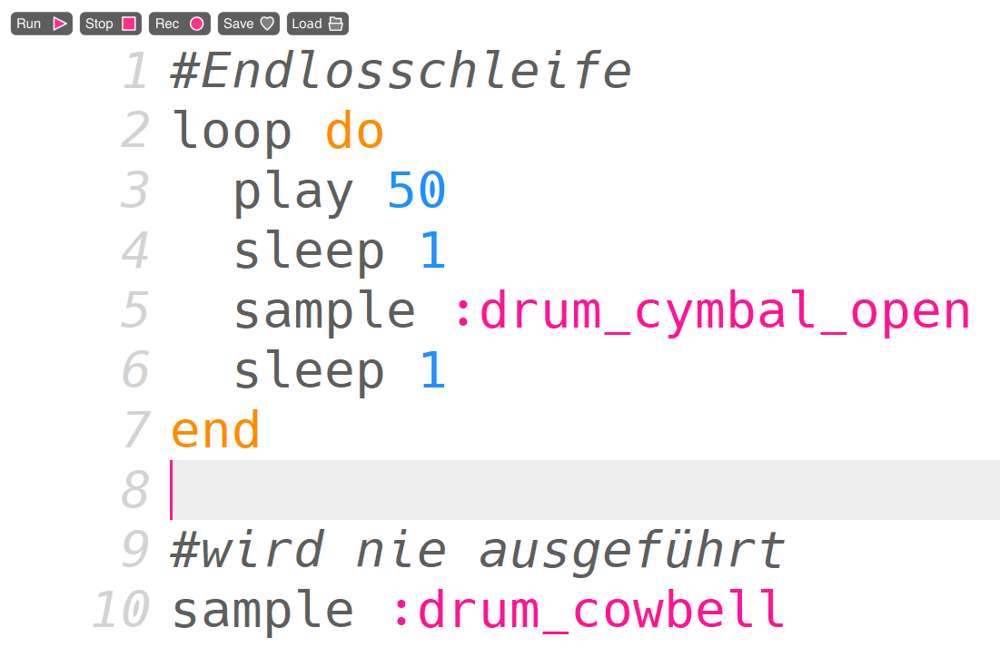 Run Stop Rec Save Load
1 #Endlosschleife
2 loop do
3   play 50
4   sleep 1
5   sample :drum_cymbal_open
6   sleep 1
7 end
8
9 #wird nie ausgeführt
10 sample :drum_cowbell